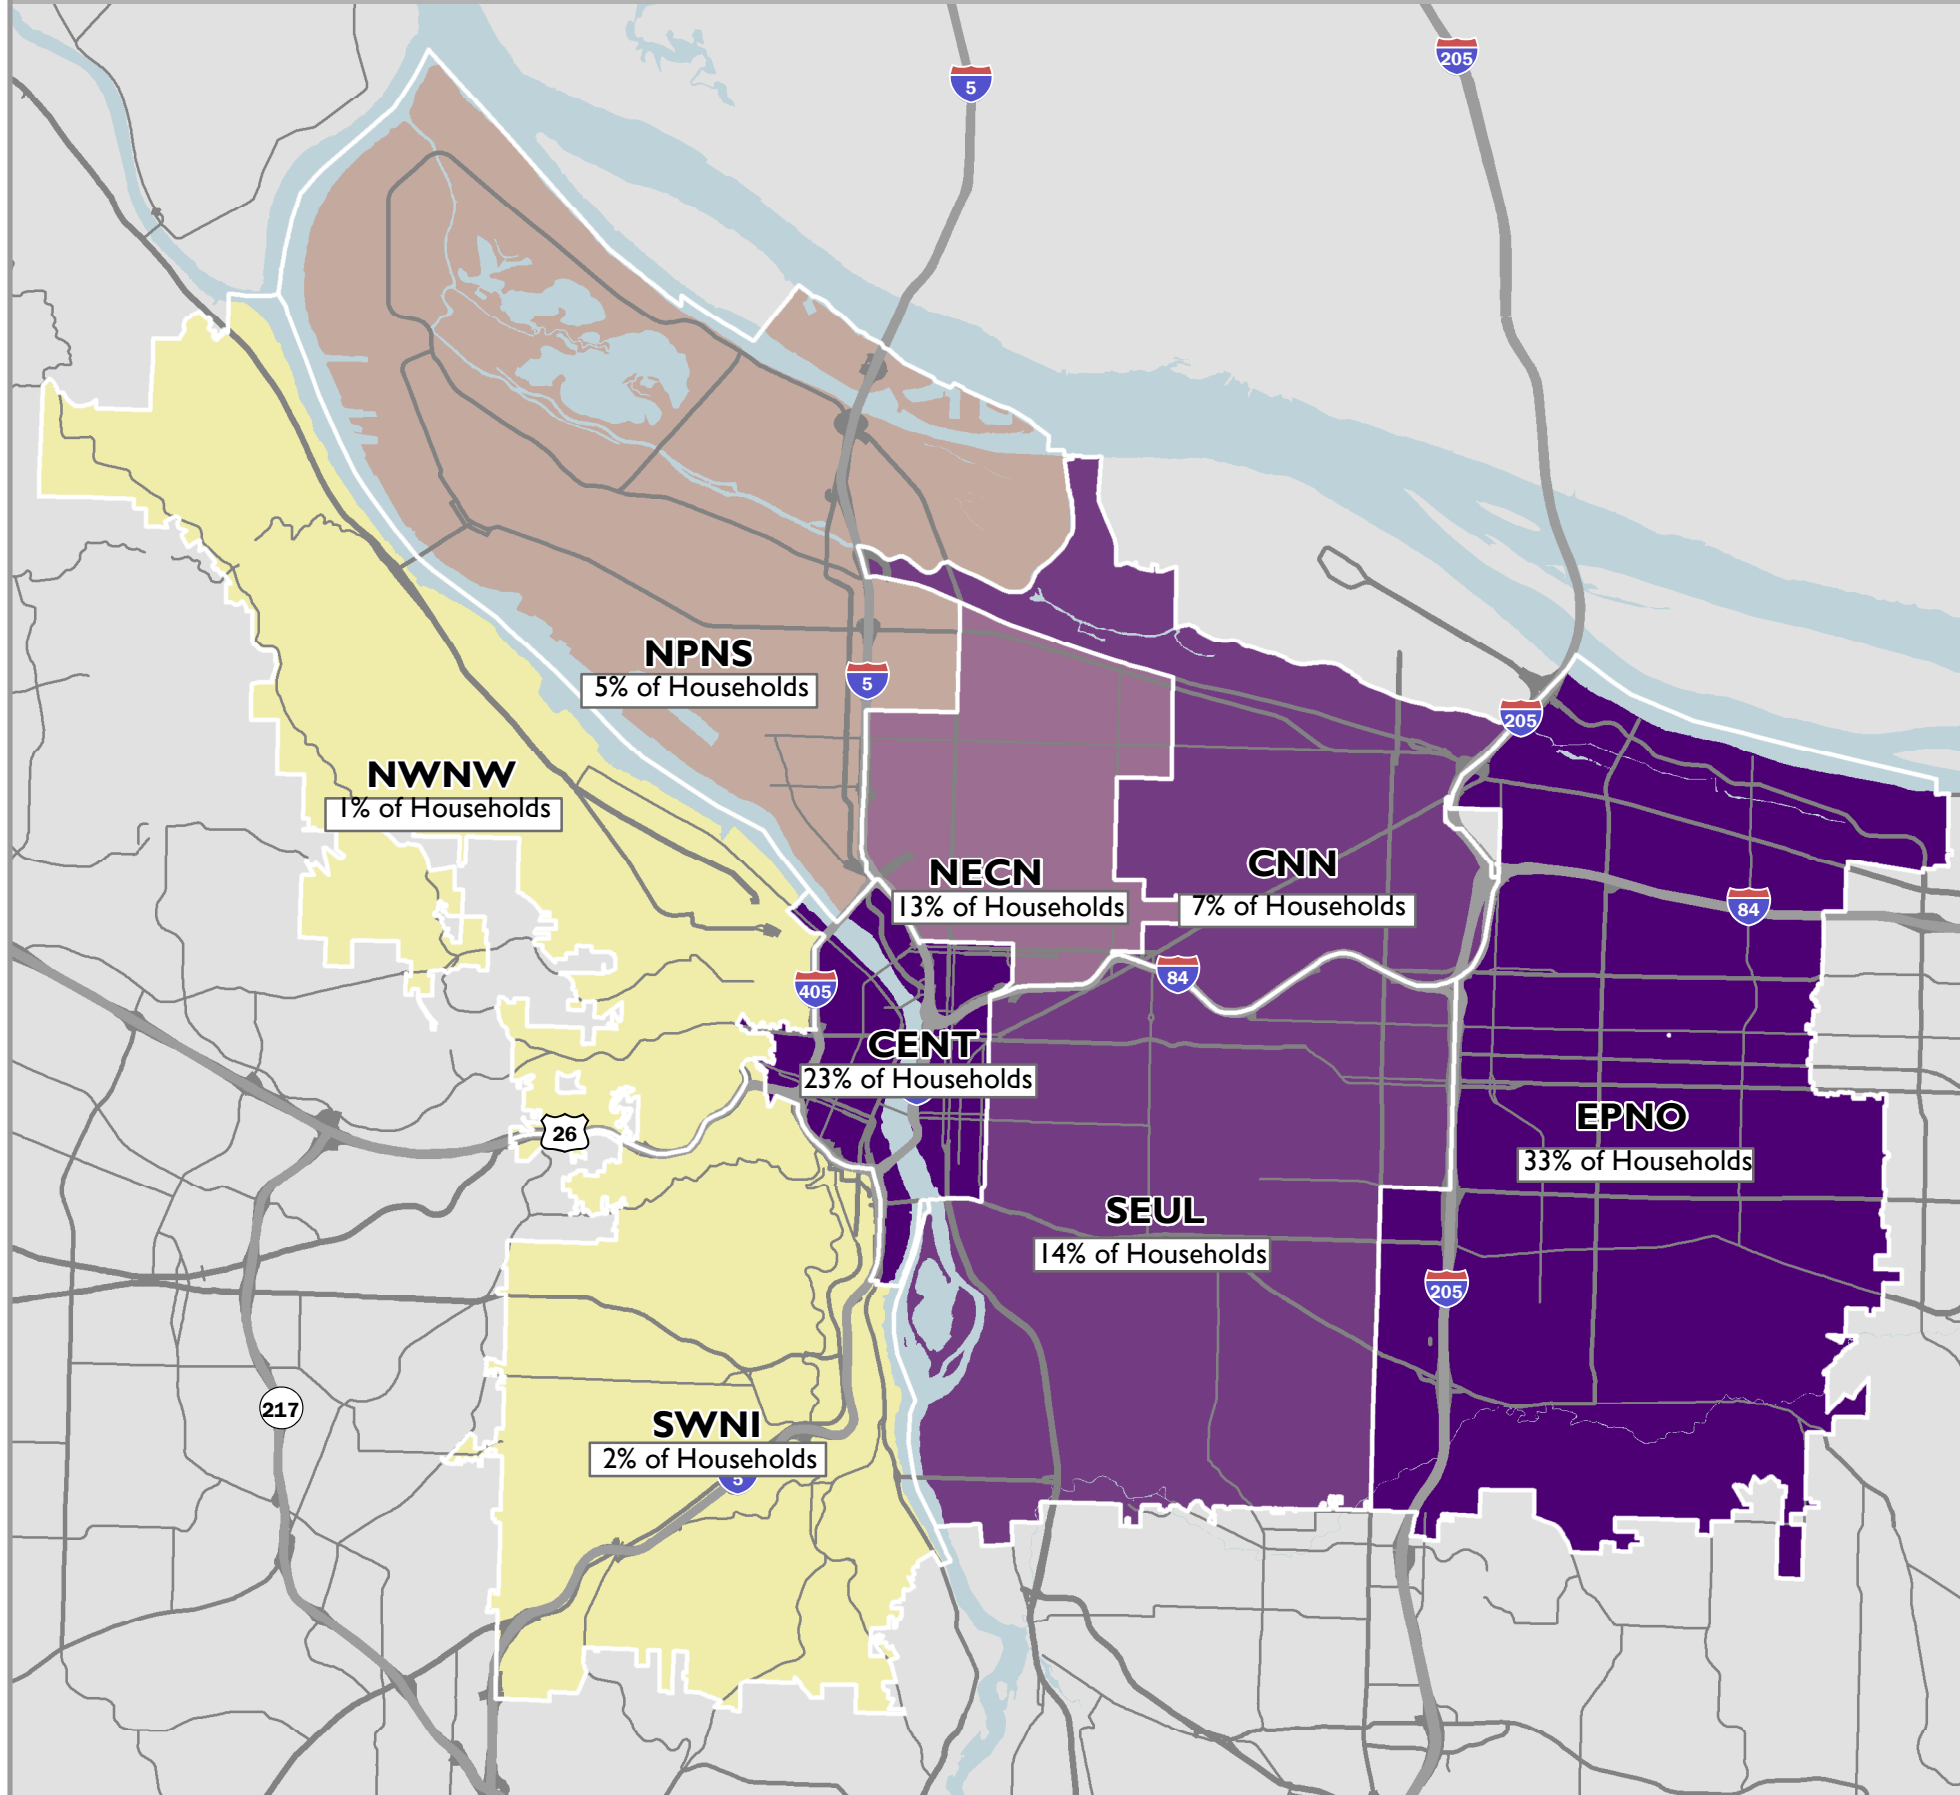 205
5
NPNS
5% of Households
5
205
NWNW
1% of Households
NECN
13% of Households
CNN
7% of Households
84
405
84
CENT
23% of Households
26
EPNO
33% of Households
SEUL
14% of Households
205
217
SWNI
2% of Households
5